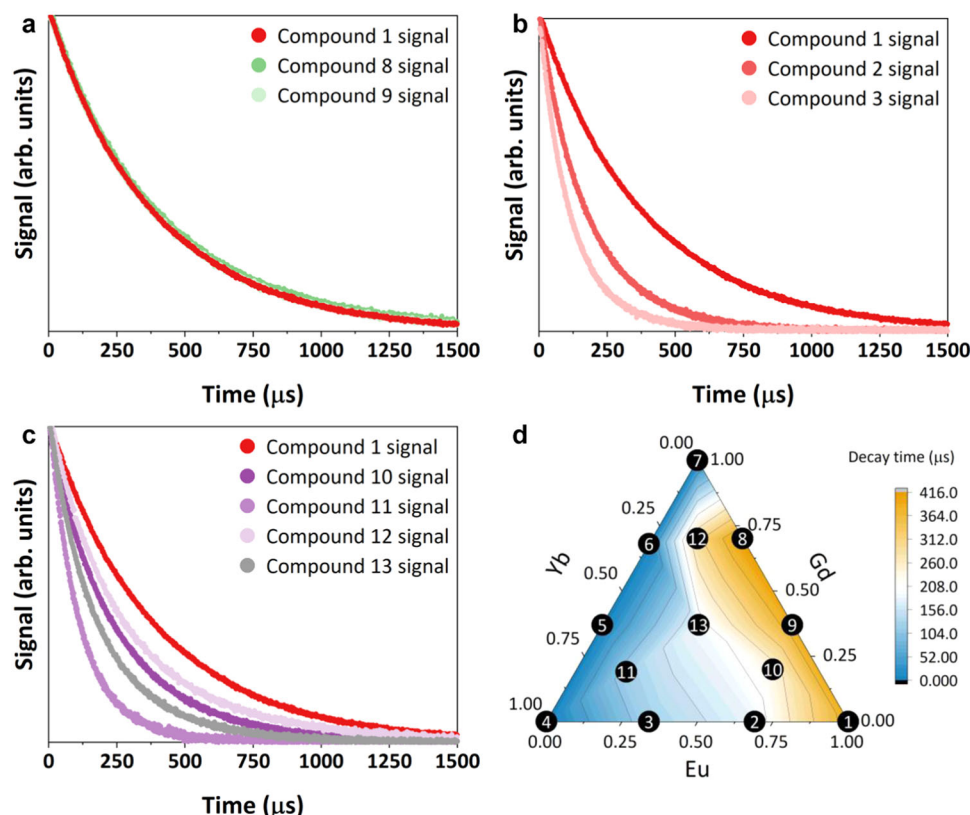 a
Compound 1 signal
Compound 8 signal
Compound 9 signal
Signal (arb. units)
0 250 500 750 1000 1250 1500
Time (μs)
b
Compound 1 signal
Compound 2 signal
Compound 3 signal
Signal (arb. units)
0 250 500 750 1000 1250 1500
Time (μs)
c
Compound 1 signal
Compound 10 signal
Compound 11 signal
Compound 12 signal
Compound 13 signal
Signal (arb. units)
0 250 500 750 1000 1250 1500
Time (μs)
d
Decay time (μs)
416.0
364.0
312.0
260.0
208.0
156.0
104.0
52.00
0.000
0.00 7 1.00
0.25 0.75
6 12 8
Yb Gd
0.50 0.50
5 13 9
0.75 0.25
11 10
1.00 4 3 2 1 0.00
0.00 0.25 0.50 0.75 1.00
Eu